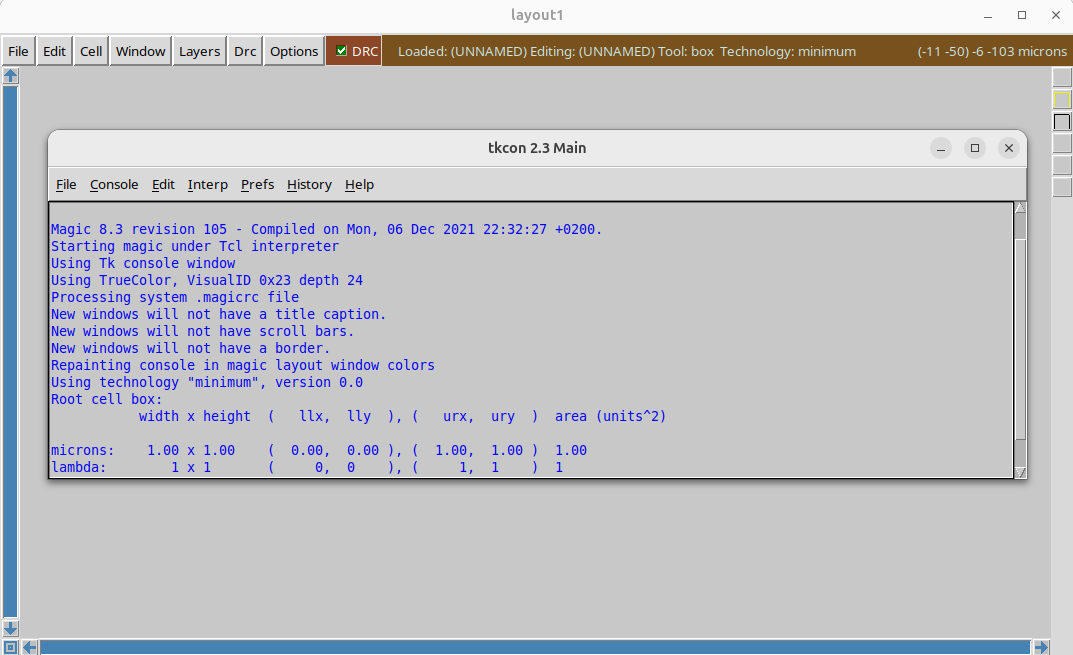 layout1
File Edit Cell Window Layers Drc Options DRC Loaded: (UNNAMED) Editing: (UNNAMED) Tool: box Technology: minimum (-11 -50) -6 -103 microns
tkcon 2.3 Main
File Console Edit Interp Prefs History Help
Magic 8.3 revision 105 - Compiled on Mon, 06 Dec 2021 22:32:27 +0200.
Starting magic under Tcl interpreter
Using Tk console window
Using TrueColor, VisualID 0x23 depth 24
Processing system .magicrc file
New windows will not have a title caption.
New windows will not have scroll bars.
New windows will not have a border.
Repainting console in magic layout window colors
Using technology "minimum", version 0.0
Root cell box:
width x height ( llx, lly ), ( urx, ury ) area (units^2)
microns: 1.00 x 1.00 ( 0.00, 0.00 ), ( 1.00, 1.00 ) 1.00
lambda: 1 x 1 ( 0, 0 ), ( 1, 1 ) 1